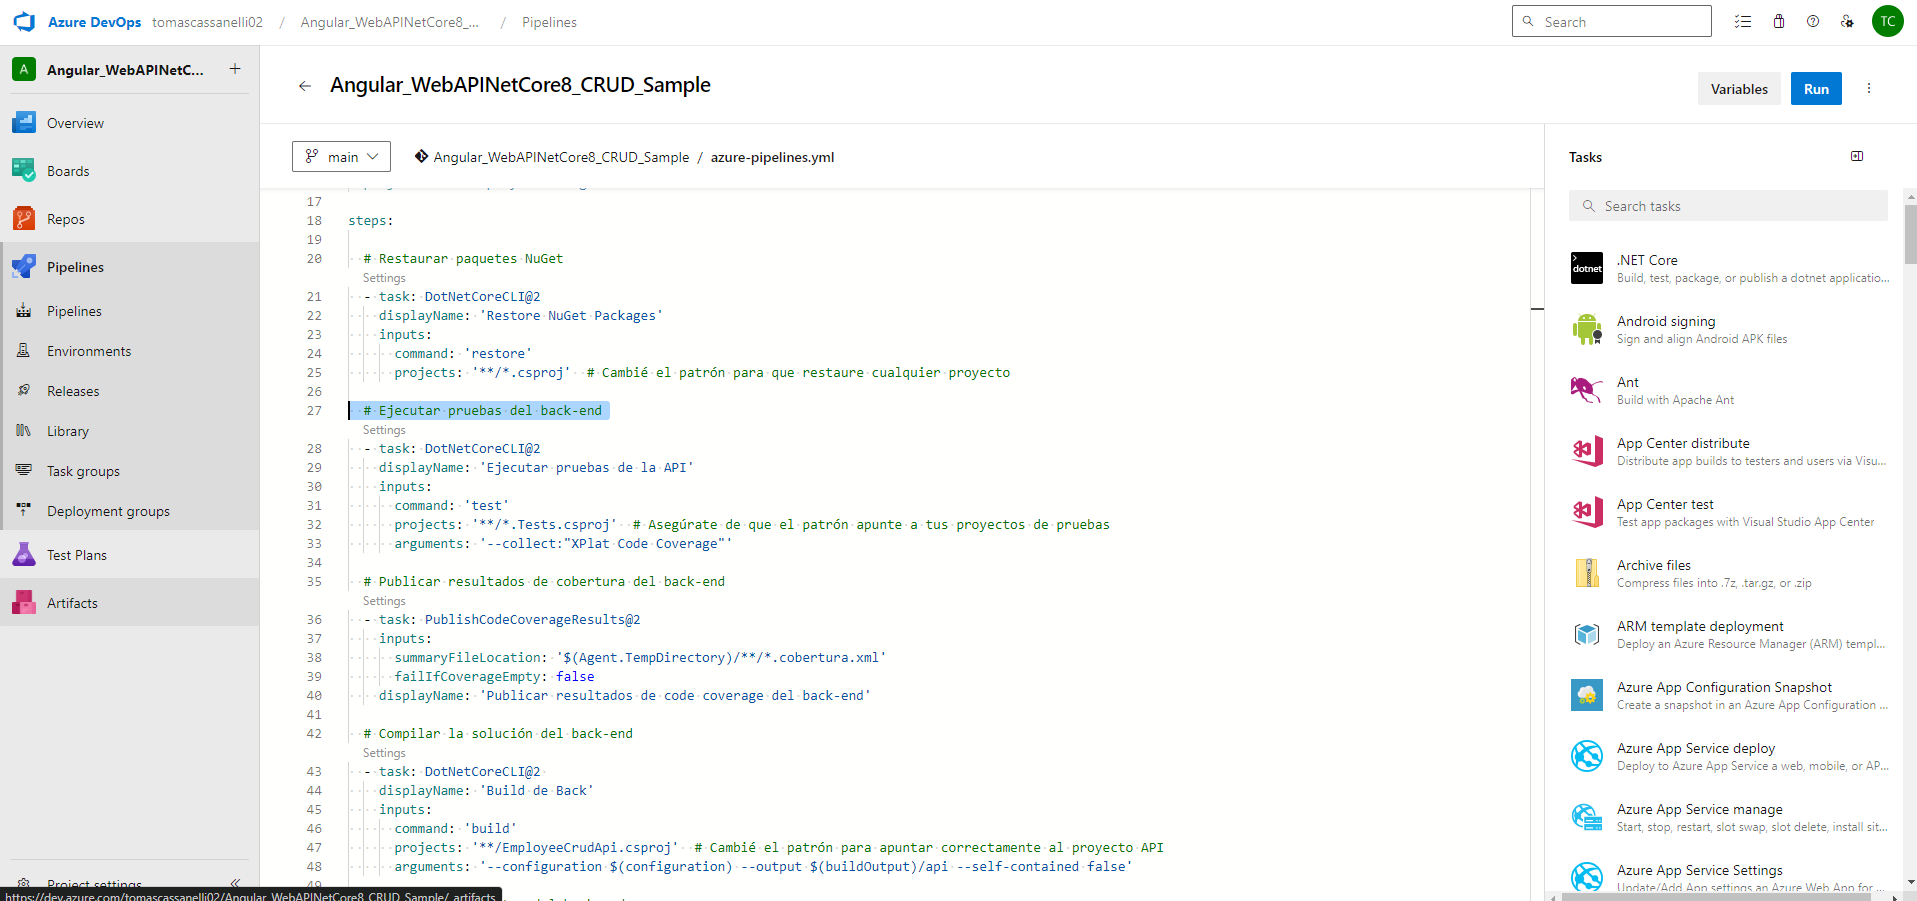 Azure DevOps tomascassanelli02 / Angular_WebAPINetCore8_... / Pipelines
Search
TC
A Angular_WebAPINetC... +
Overview
Boards
Repos
Pipelines
Pipelines
Environments
Releases
Library
Task groups
Deployment groups
Test Plans
Artifacts
Project settings
https://dev.azure.com/tomascassanelli02/Angular_WebAPINetCore8_CRUD_Sample/_artifacts
Angular_WebAPINetCore8_CRUD_Sample
Variables
Run
main
Angular_WebAPINetCore8_CRUD_Sample / azure-pipelines.yml
17
18 steps:
19
20 # Restaurar paquetes NuGet
Settings
21 - task: DotNetCoreCLI@2
22 displayName: 'Restore NuGet Packages'
23 inputs:
24 command: 'restore'
25 projects: '**/*.csproj' # Cambié el patrón para que restaure cualquier proyecto
26
27 # Ejecutar pruebas del back-end
Settings
28 - task: DotNetCoreCLI@2
29 displayName: 'Ejecutar pruebas de la API'
30 inputs:
31 command: 'test'
32 projects: '**/*.Tests.csproj' # Asegúrate de que el patrón apunte a tus proyectos de pruebas
33 arguments: '--collect:"XPlat Code Coverage"'
34
35 # Publicar resultados de cobertura del back-end
Settings
36 - task: PublishCodeCoverageResults@2
37 inputs:
38 summaryFileLocation: '$(Agent.TempDirectory)/**/*.cobertura.xml'
39 failIfCoverageEmpty: false
40 displayName: 'Publicar resultados de code coverage del back-end'
41
42 # Compilar la solución del back-end
Settings
43 - task: DotNetCoreCLI@2
44 displayName: 'Build de Back'
45 inputs:
46 command: 'build'
47 projects: '**/EmployeeCrudApi.csproj' # Cambié el patrón para apuntar correctamente al proyecto API
48 arguments: '--configuration $(configuration) --output $(buildOutput)/api --self-contained false'
49
Tasks
Search tasks
dotnet
.NET Core
Build, test, package, or publish a dotnet applicatio...
Android signing
Sign and align Android APK files
Ant
Build with Apache Ant
App Center distribute
Distribute app builds to testers and users via Visu...
App Center test
Test app packages with Visual Studio App Center
Archive files
Compress files into .7z, .tar.gz, or .zip
ARM template deployment
Deploy an Azure Resource Manager (ARM) templ...
Azure App Configuration Snapshot
Create a snapshot in an Azure App Configuration ...
Azure App Service deploy
Deploy to Azure App Service a web, mobile, or AP...
Azure App Service manage
Start, stop, restart, slot swap, slot delete, install sit...
Azure App Service Settings
Update/Add App settings an Azure Web App for ...